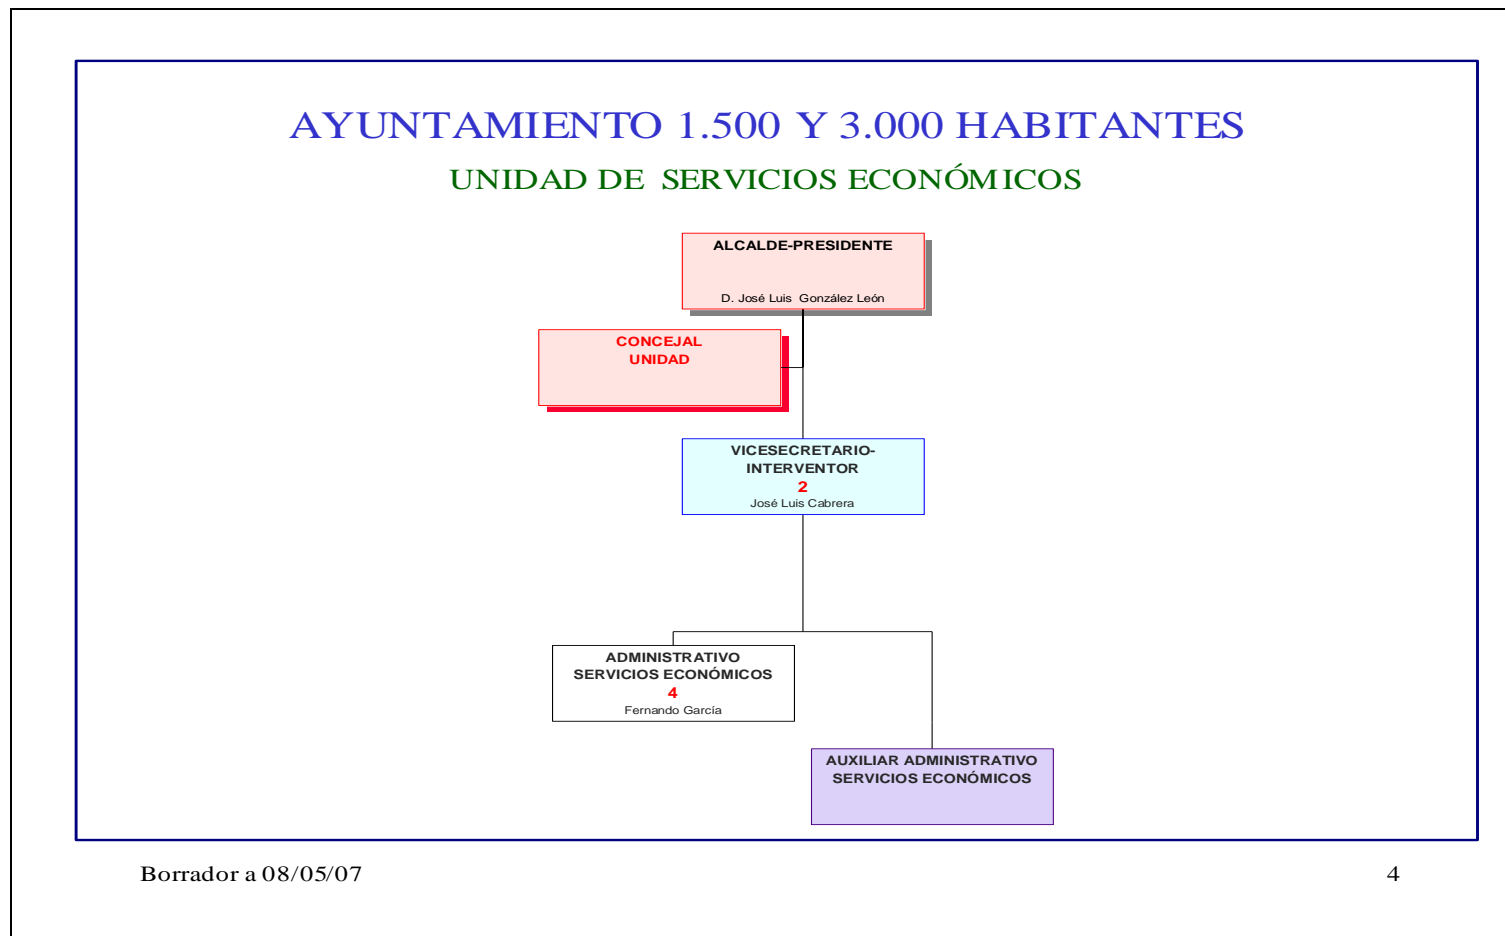 AYUNTAMIENTO 1.500 Y 3.000 HABITANTES
UNIDAD DE SERVICIOS ECONÓMICOS
ALCALDE-PRESIDENTE
D. José Luis González León
CONCEJAL
UNIDAD
VICESECRETARIO-
INTERVENTOR
2
José Luis Cabrera
ADMINISTRATIVO
SERVICIOS ECONÓMICOS
4
Fernando García
AUXILIAR ADMINISTRATIVO
SERVICIOS ECONÓMICOS
Borrador a 08/05/07
4